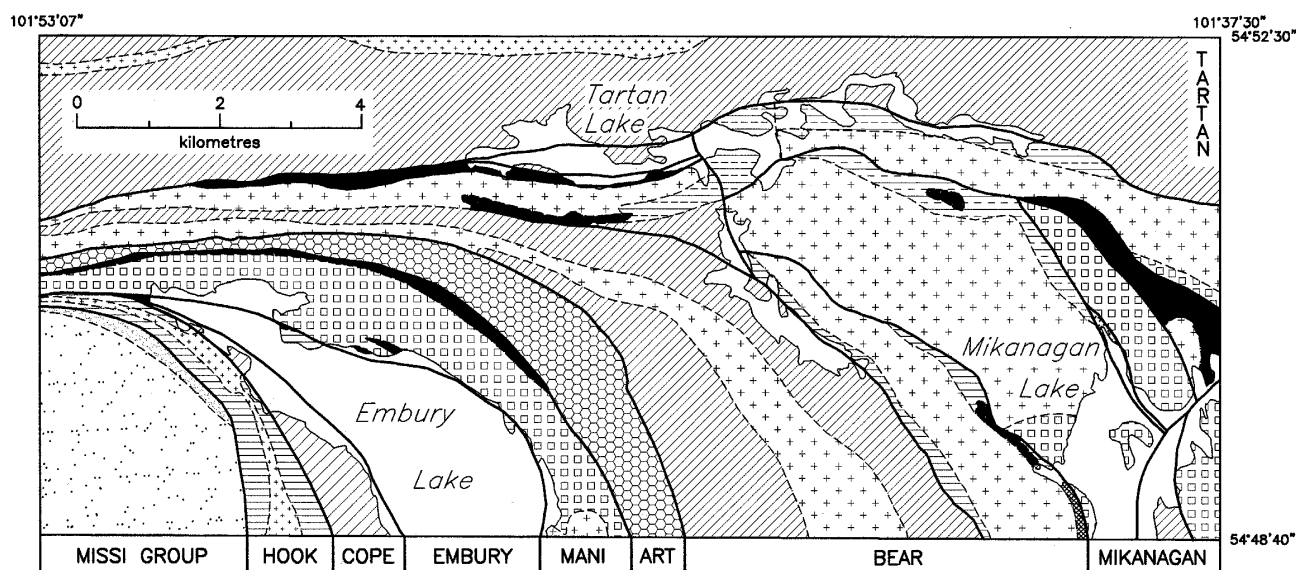 101°53'07"
101°37'30"
54°52'30"
TARTAN
0 2 4
kilometres
Tartan
Lake
Mikanagan
Lake
Embury
Lake
54°48'40"
MISSI GROUP HOOK COPE EMBURY MANI ART BEAR MIKANAGAN